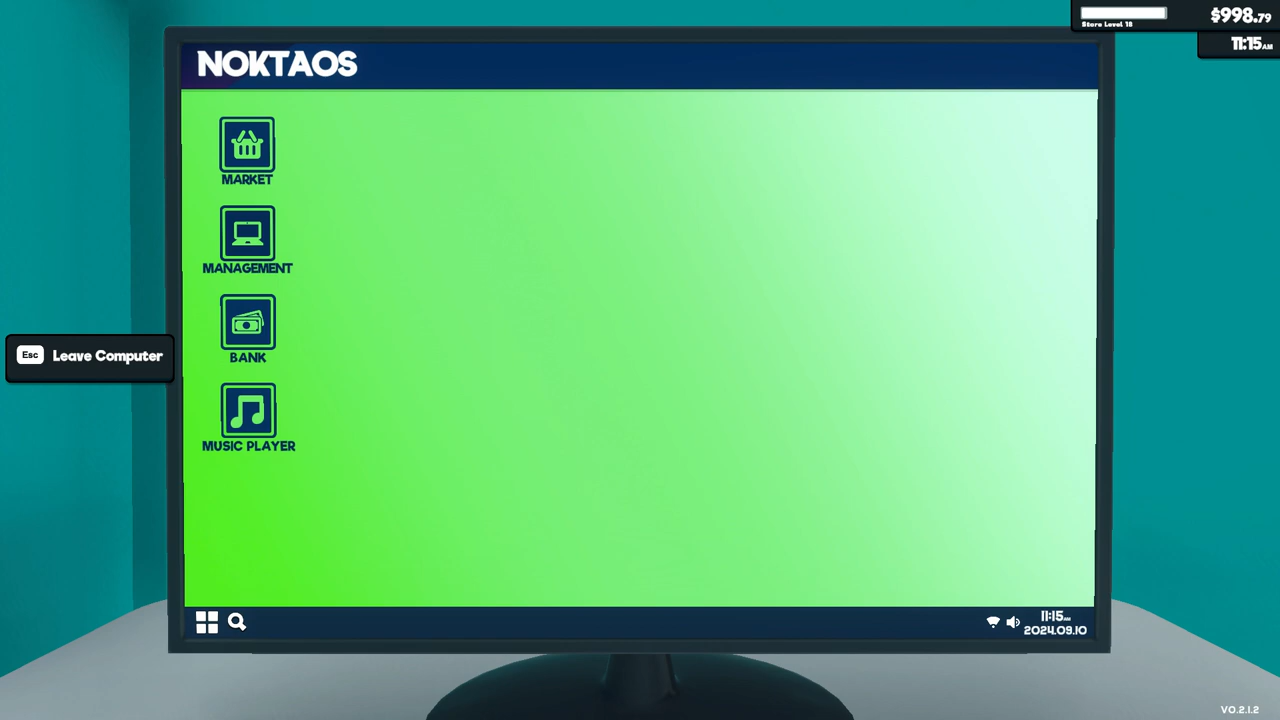 $998.79
Store Level 18
11:15AM
NOKTAOS
MARKET
MANAGEMENT
BANK
MUSIC PLAYER
Esc Leave Computer
11:15AM
2024.09.10
V0.2.1.2